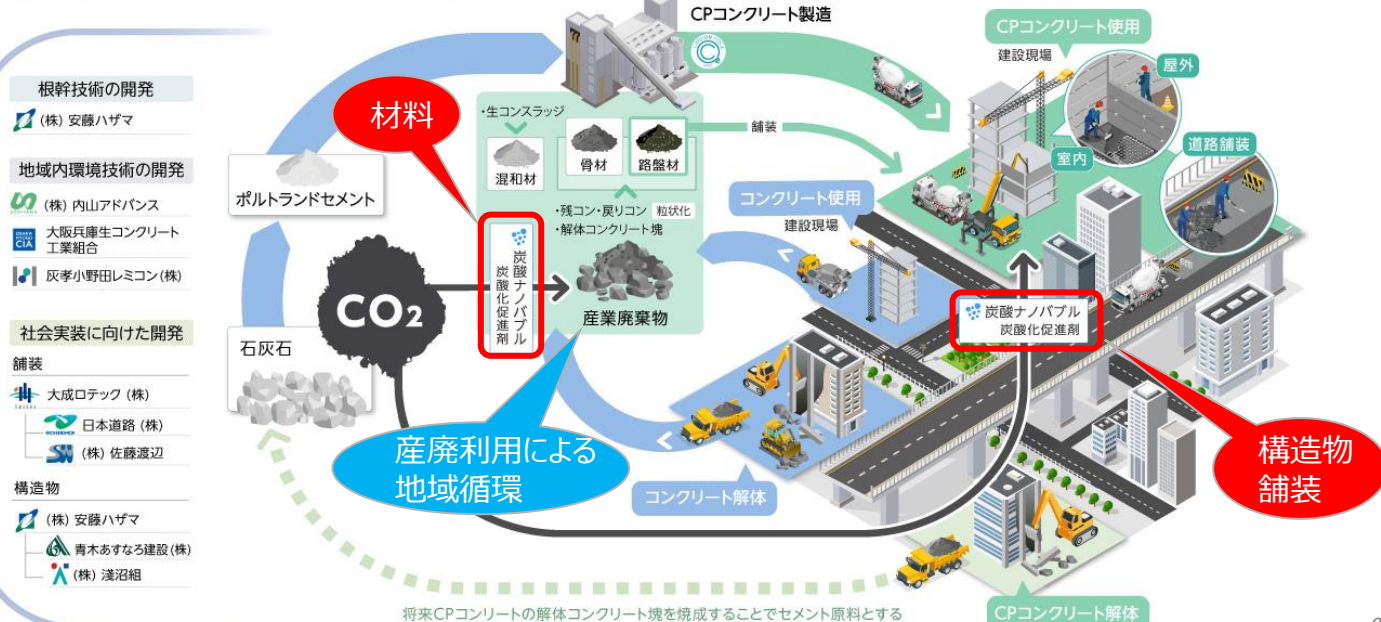 根幹技術の開発
(株) 安藤ハザマ
地域内環境技術の開発
(株) 内山アドバンス
大阪兵庫生コンクリート
工業組合
灰孝小野田レミコン(株)
社会実装に向けた開発
舗装
大成ロテック (株)
日本道路 (株)
(株) 佐藤渡辺
構造物
(株) 安藤ハザマ
青木あすなろ建設(株)
(株) 淺沼組
CPコンクリート製造
材料
・生コンスラッジ
混和材
骨材
路盤材
舗装
・残コン・戻りコン 粒状化
・解体コンクリート塊
産業廃棄物
ポルトランドセメント
CO2
石灰石
炭酸ナノバブル
炭酸化促進剤
産廃利用による
地域循環
CPコンクリート使用
建設現場
屋外
室内
道路舗装
コンクリート使用
建設現場
炭酸ナノバブル
炭酸化促進剤
構造物
舗装
コンクリート解体
CPコンクリート解体
将来CPコンリートの解体コンクリート塊を焼成することでセメント原料とする